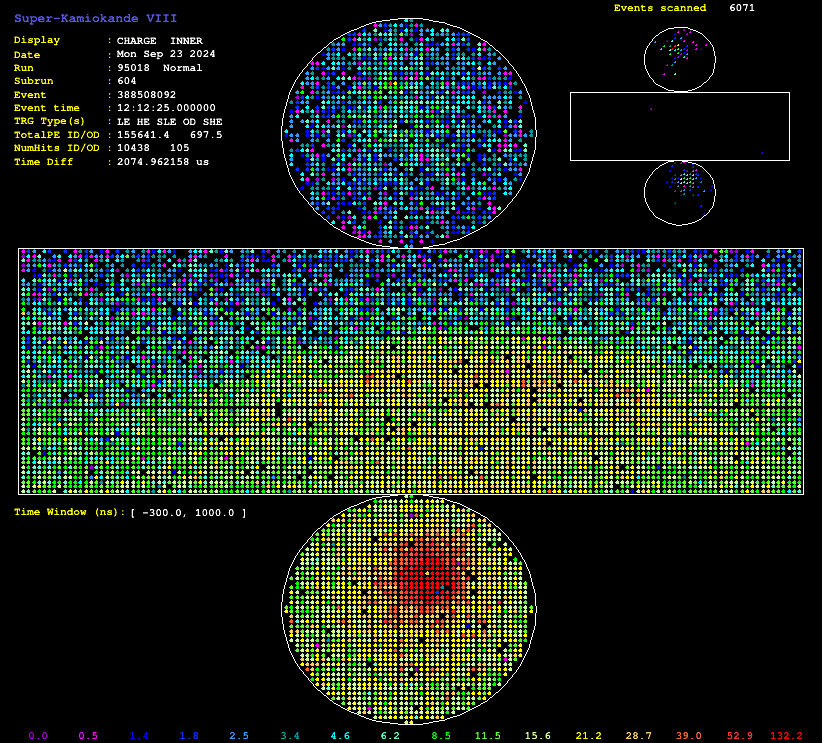 Super-Kamiokande VIII
Events scanned 6071
Display : CHARGE INNER
Date : Mon Sep 23 2024
Run : 95018 Normal
Subrun : 604
Event : 388508092
Event time : 12:12:25.000000
TRG Type(s) : LE HE SLE OD SHE
TotalPE ID/OD : 155641.4 697.5
NumHits ID/OD : 10438 105
Time Diff : 2074.962158 us
Time Window (ns): [ -300.0, 1000.0 ]
0.0 0.5 1.4 1.8 2.5 3.4 4.6 6.2 8.5 11.5 15.6 21.2 28.7 39.0 52.9 132.2